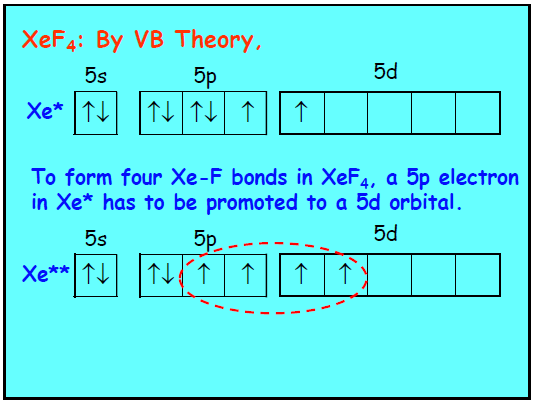 XeF₄: By VB Theory,
5s 5p 5d
Xe* ↑↓ ↑↓ ↑↓ ↑ ↑
To form four Xe-F bonds in XeF₄, a 5p electron
in Xe* has to be promoted to a 5d orbital.
5s 5p 5d
Xe** ↑↓ ↑↓ ↑ ↑ ↑ ↑